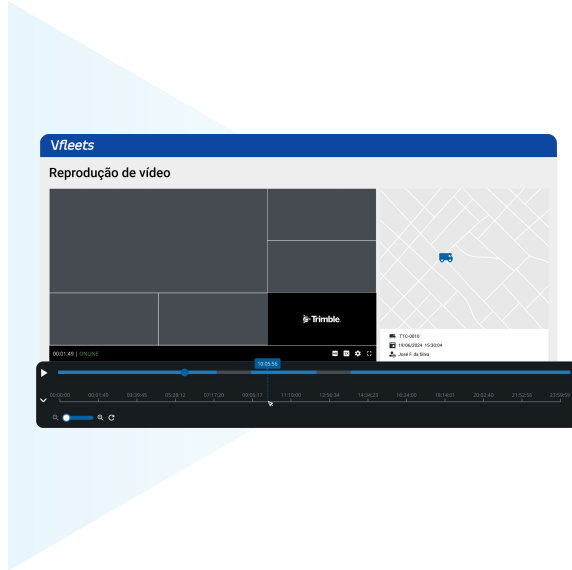 Vfleets
Reprodução de vídeo
Trimble
TTC-0010
19/06/2024 15:30:04
José F. da Silva
00:01:49 | ONLINE
10:05:56
00:00:00 00:01:49 03:39:45 05:28:12 07:17:20 09:06:17 11:10:00 12:56:34 14:34:23 16:24:00 18:14:01 20:02:40 21:52:56 23:59:59